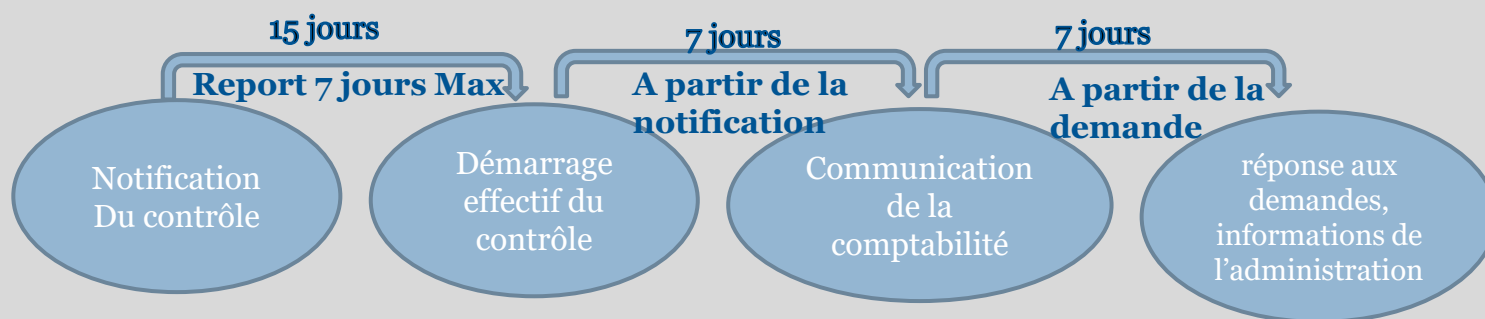 15 jours
Report 7 jours Max
7 jours
A partir de la
notification
7 jours
A partir de la
demande
Notification
Du contrôle
Démarrage
effectif du
contrôle
Communication
de la
comptabilité
réponse aux
demandes,
informations de
l’administration